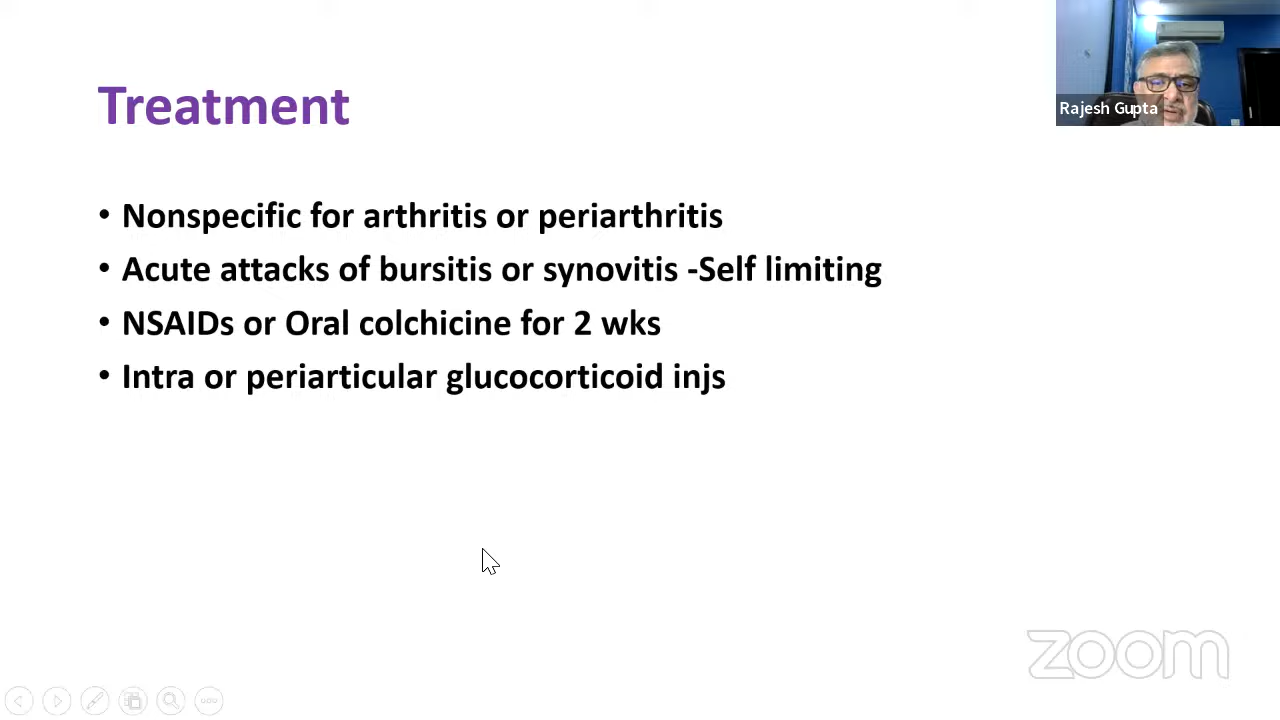 Treatment
• Nonspecific for arthritis or periarthritis
• Acute attacks of bursitis or synovitis -Self limiting
• NSAIDs or Oral colchicine for 2 wks
• Intra or periarticular glucocorticoid injs
Rajesh Gupta
zoom